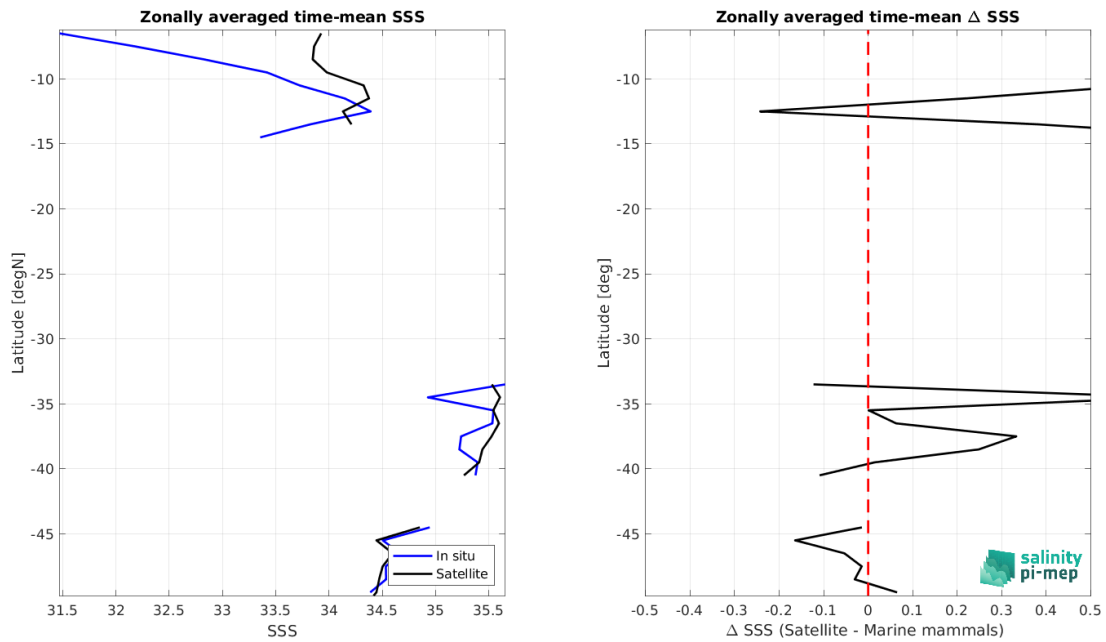 Zonally averaged time-mean SSS
-10
-15
-20
-25
-30
-35
-40
-45
Latitude [degN]
31.5 32 32.5 33 33.5 34 34.5 35 35.5
SSS
In situ
Satellite
Zonally averaged time-mean Δ SSS
-10
-15
-20
-25
-30
-35
-40
-45
Latitude [deg]
-0.5 -0.4 -0.3 -0.2 -0.1 0 0.1 0.2 0.3 0.4 0.5
Δ SSS (Satellite - Marine mammals)
salinity
pi-mep